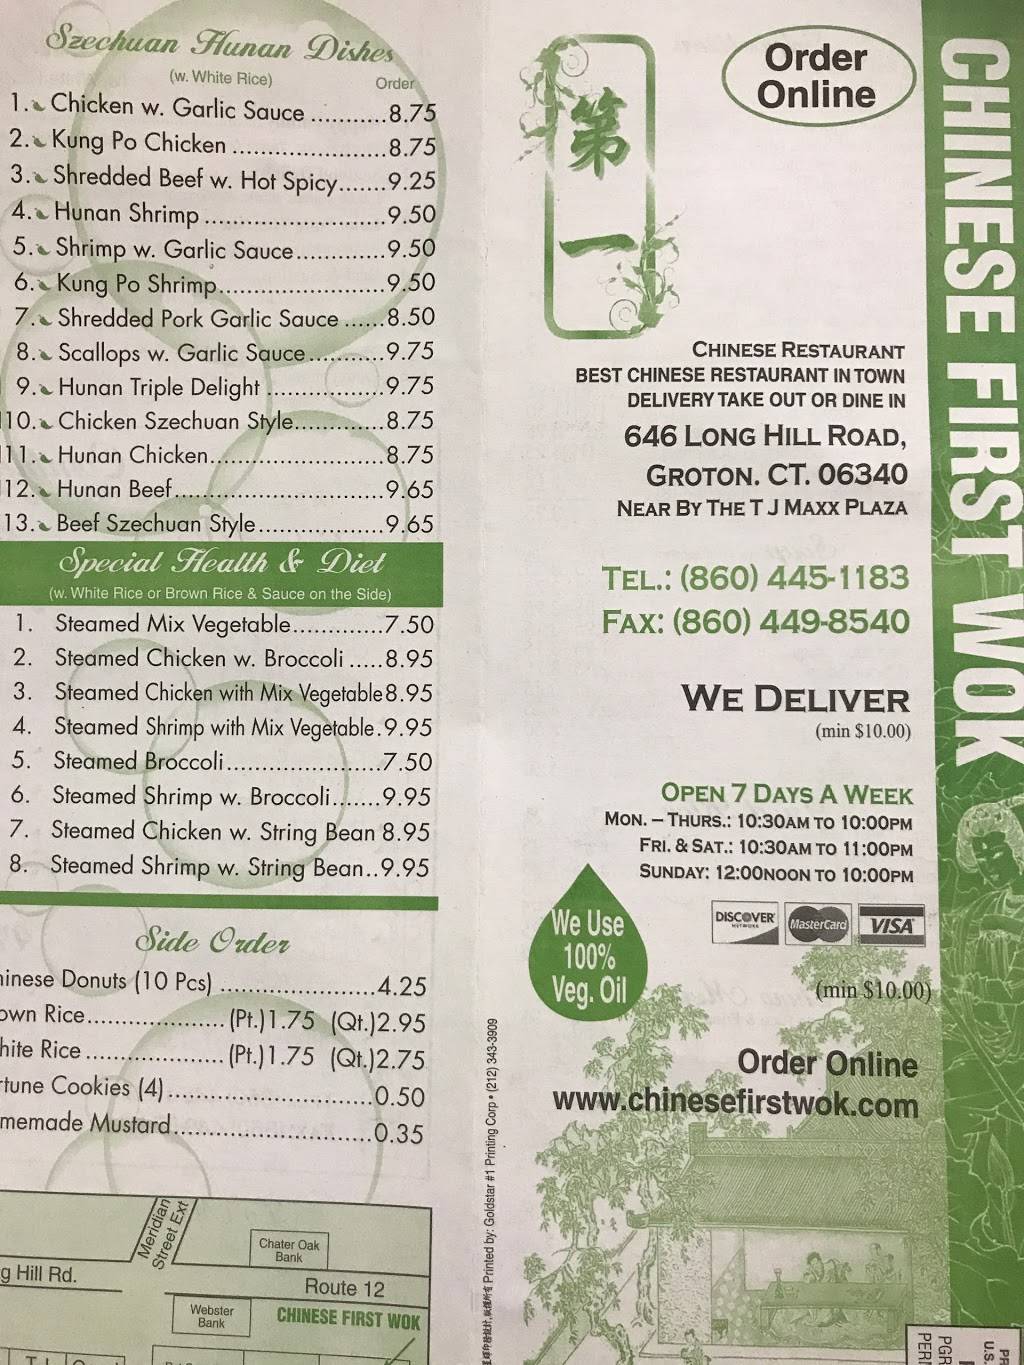 Szechuan Hunan Dishes
(w. White Rice) Order
1. Chicken w. Garlic Sauce ...........8.75
2. Kung Po Chicken ......................8.75
3. Shredded Beef w. Hot Spicy.......9.25
4. Hunan Shrimp ..........................9.50
5. Shrimp w. Garlic Sauce.............9.50
6. Kung Po Shrimp........................9.50
7. Shredded Pork Garlic Sauce ......8.50
8. Scallops w. Garlic Sauce...........9.75
9. Hunan Triple Delight .................9.75
10. Chicken Szechuan Style.............8.75
11. Hunan Chicken.........................8.75
12. Hunan Beef..............................9.65
13. Beef Szechuan Style..................9.65
Special Health & Diet
(w. White Rice or Brown Rice & Sauce on the Side)
1. Steamed Mix Vegetable.............7.50
2. Steamed Chicken w. Broccoli .....8.95
3. Steamed Chicken with Mix Vegetable8.95
4. Steamed Shrimp with Mix Vegetable.9.95
5. Steamed Broccoli......................7.50
6. Steamed Shrimp w. Broccoli.......9.95
7. Steamed Chicken w. String Bean 8.95
8. Steamed Shrimp w. String Bean..9.95
Side Order
inese Donuts (10 Pcs) ......................4.25
own Rice....................(Pt.)1.75 (Qt.)2.95
hite Rice ....................(Pt.)1.75 (Qt.)2.75
rtune Cookies (4).............................0.50
memade Mustard............................0.35
Meridian
Street Ext
Chater Oak
Bank
g Hill Rd.
Route 12
Webster
Bank
CHINESE FIRST WOK
Printed by: Goldstar #1 Printing Corp • (212) 343-3909
Order
Online
第
一
CHINESE RESTAURANT
BEST CHINESE RESTAURANT IN TOWN
DELIVERY TAKE OUT OR DINE IN
646 LONG HILL ROAD,
GROTON. CT. 06340
NEAR BY THE T J MAXX PLAZA
TEL.: (860) 445-1183
FAX: (860) 449-8540
WE DELIVER
(min $10.00)
OPEN 7 DAYS A WEEK
MON. – THURS.: 10:30AM TO 10:00PM
FRI. & SAT.: 10:30AM TO 11:00PM
SUNDAY: 12:00NOON TO 10:00PM
DISCOVER
NETWORK
MasterCard
VISA
We Use
100%
Veg. Oil
(min $10.00)
Order Online
www.chinesefirstwok.com
CHINESE FIRST WOK
PR
U.S
PGR
PERI